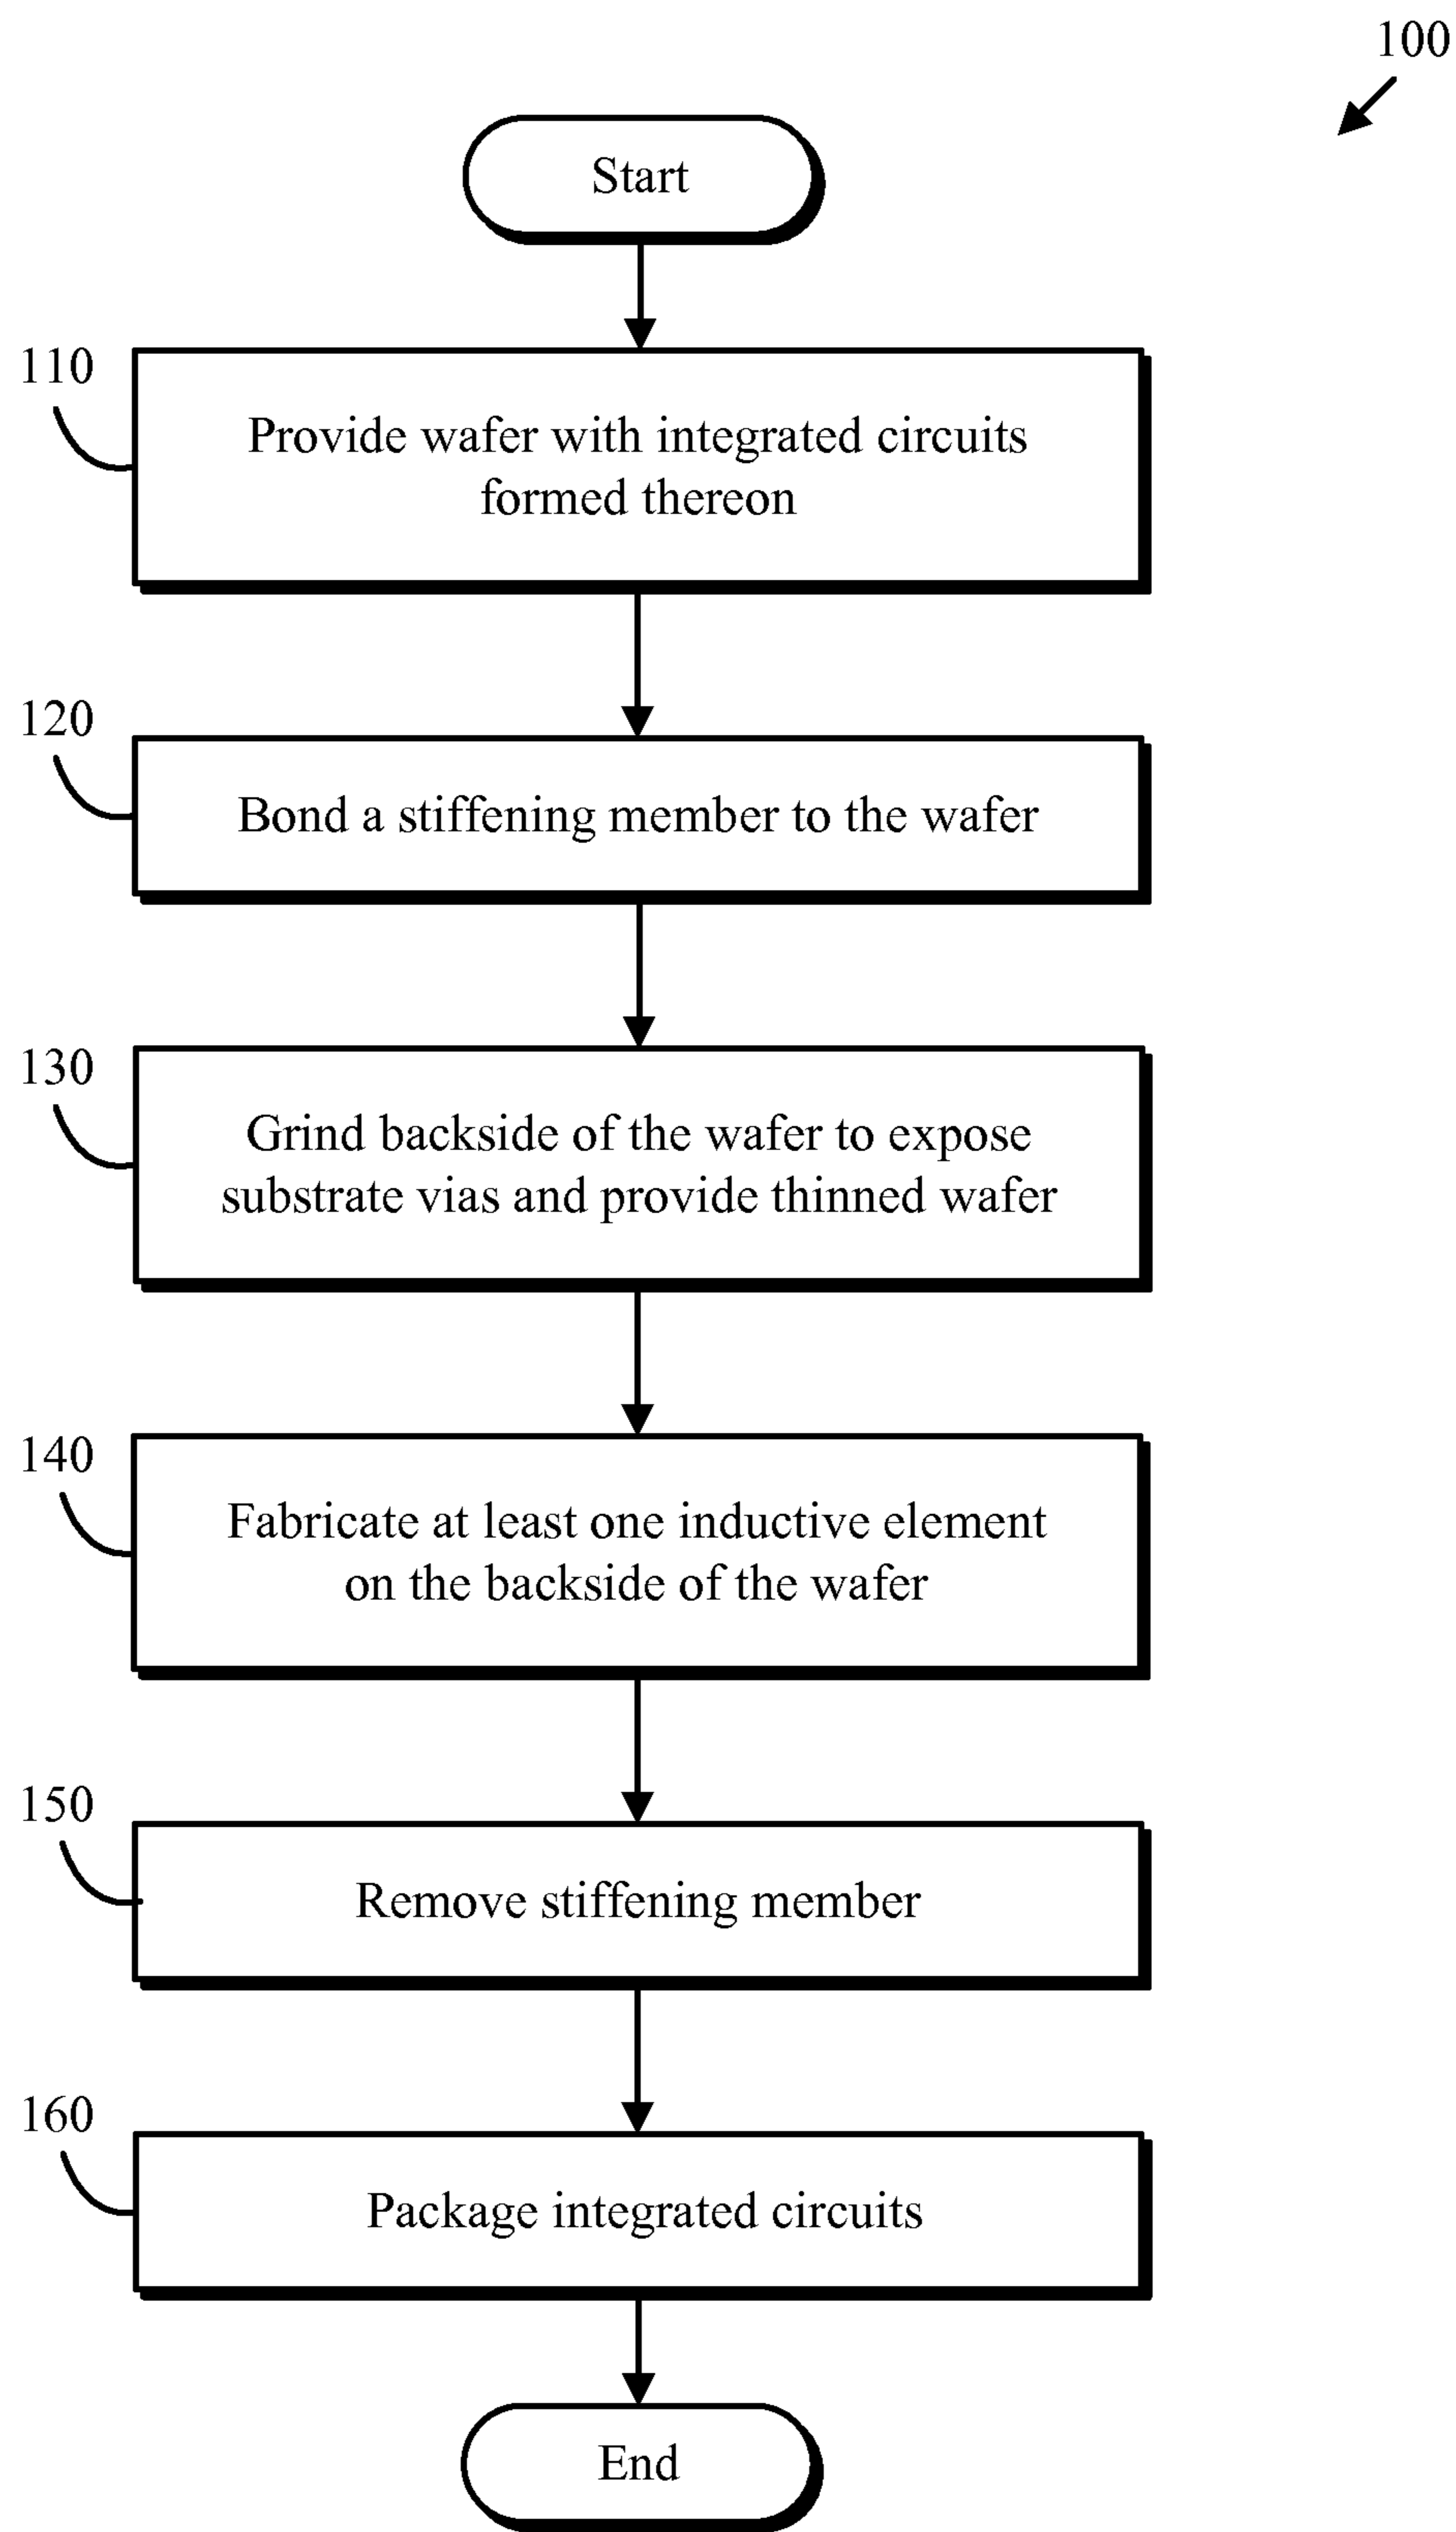 100
Start
110
Provide wafer with integrated circuits
formed thereon
120
Bond a stiffening member to the wafer
130
Grind backside of the wafer to expose
substrate vias and provide thinned wafer
140
Fabricate at least one inductive element
on the backside of the wafer
150
Remove stiffening member
160
Package integrated circuits
End